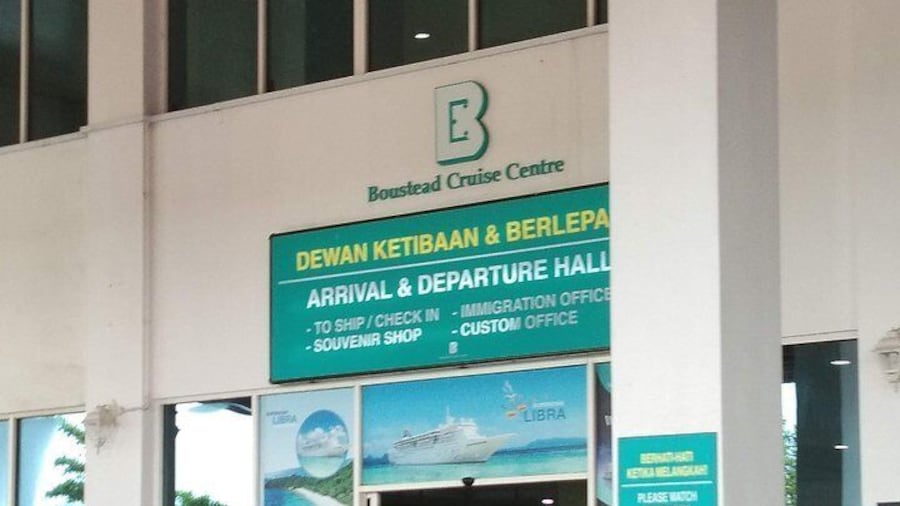 Boustead Cruise Centre
DEWAN KETIBAAN & BERLEPA
ARRIVAL & DEPARTURE HALL
- TO SHIP / CHECK IN
- SOUVENIR SHOP
- IMMIGRATION OFFICE
- CUSTOM OFFICE
LIBRA
LIBRA
BERHATI-HATI
KETIKA MELANGKAH!
PLEASE WATCH